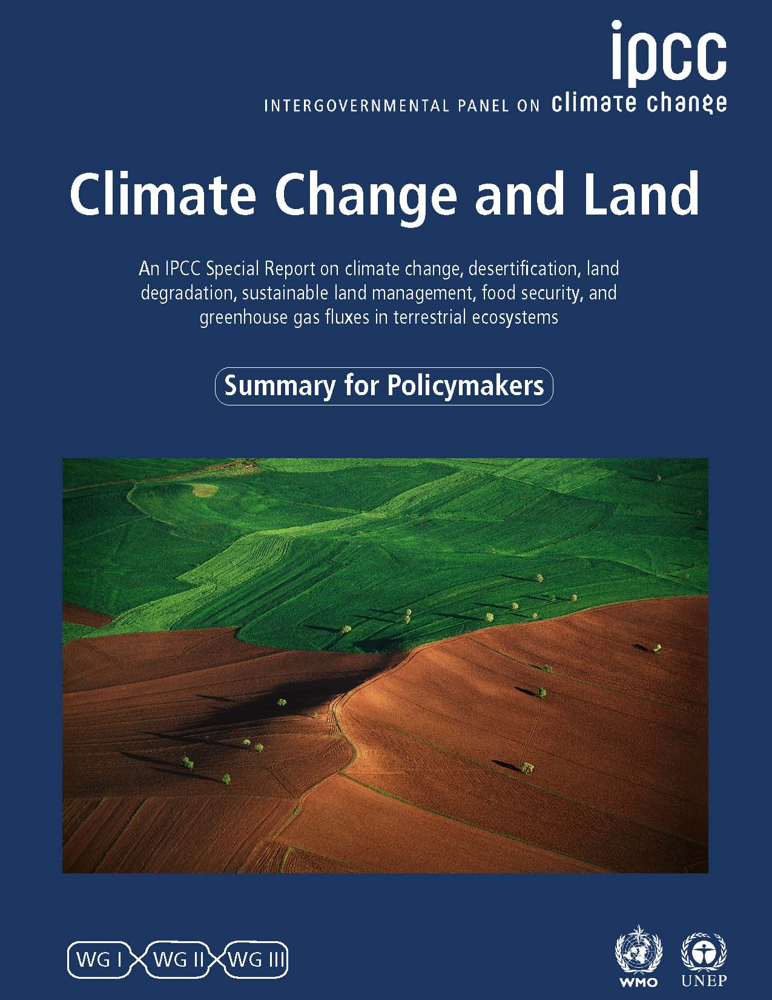 ipcc
INTERGOVERNMENTAL PANEL ON climate change
Climate Change and Land
An IPCC Special Report on climate change, desertification, land
degradation, sustainable land management, food security, and
greenhouse gas fluxes in terrestrial ecosystems
Summary for Policymakers
WG I WG II WG III
WMO UNEP